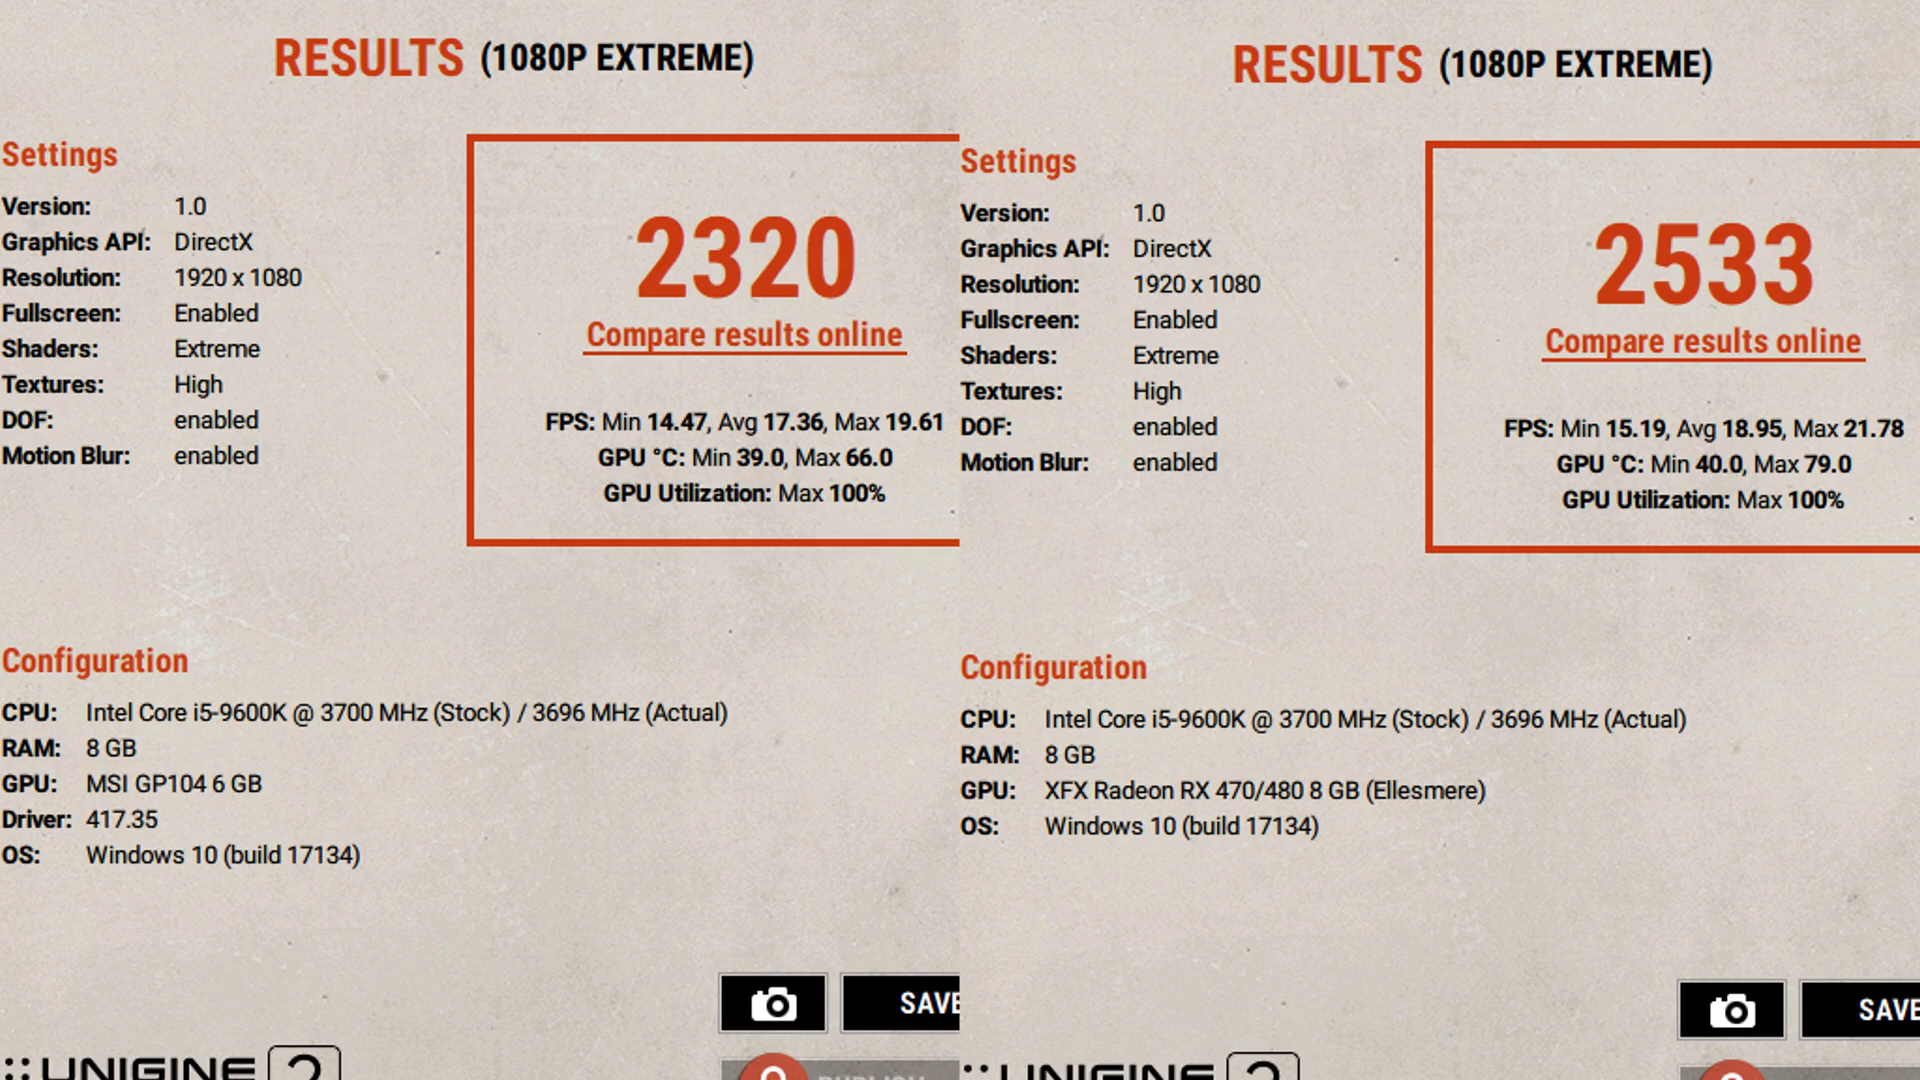 RESULTS (1080P EXTREME)
Settings
Version: 1.0
Graphics API: DirectX
Resolution: 1920 x 1080
Fullscreen: Enabled
Shaders: Extreme
Textures: High
DOF: enabled
Motion Blur: enabled
2320
Compare results online
FPS: Min 14.47, Avg 17.36, Max 19.61
GPU °C: Min 39.0, Max 66.0
GPU Utilization: Max 100%
Configuration
CPU: Intel Core i5-9600K @ 3700 MHz (Stock) / 3696 MHz (Actual)
RAM: 8 GB
GPU: MSI GP104 6 GB
Driver: 417.35
OS: Windows 10 (build 17134)
SAVE
UNIGINE 2
PUBLISH
RESULTS (1080P EXTREME)
Settings
Version: 1.0
Graphics API: DirectX
Resolution: 1920 x 1080
Fullscreen: Enabled
Shaders: Extreme
Textures: High
DOF: enabled
Motion Blur: enabled
2533
Compare results online
FPS: Min 15.19, Avg 18.95, Max 21.78
GPU °C: Min 40.0, Max 79.0
GPU Utilization: Max 100%
Configuration
CPU: Intel Core i5-9600K @ 3700 MHz (Stock) / 3696 MHz (Actual)
RAM: 8 GB
GPU: XFX Radeon RX 470/480 8 GB (Ellesmere)
OS: Windows 10 (build 17134)
SAVE
UNIGINE 2